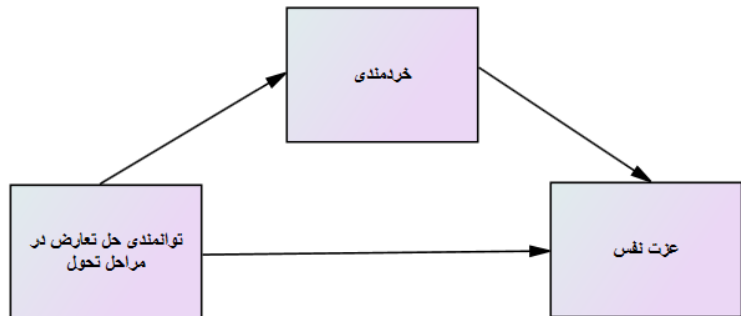 خردمندی
توانمندی حل تعارض در
مراحل تحول
عزت نفس